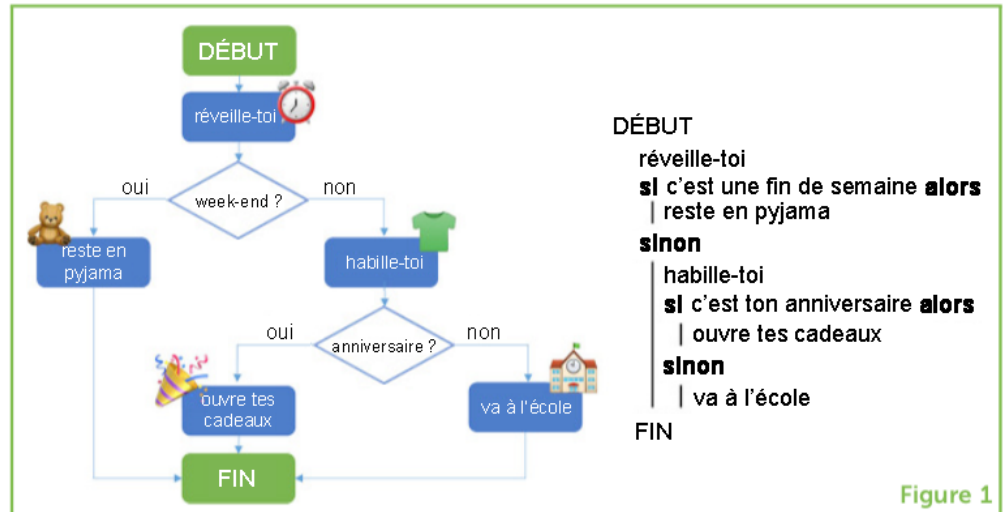 DÉBUT
réveille-toi
week-end ?
oui
non
reste en
pyjama
habille-toi
anniversaire ?
oui
non
ouvre tes
cadeaux
va à l'école
FIN
DÉBUT
réveille-toi
si c'est une fin de semaine alors
reste en pyjama
sinon
habille-toi
si c'est ton anniversaire alors
ouvre tes cadeaux
sinon
va à l'école
FIN
Figure 1